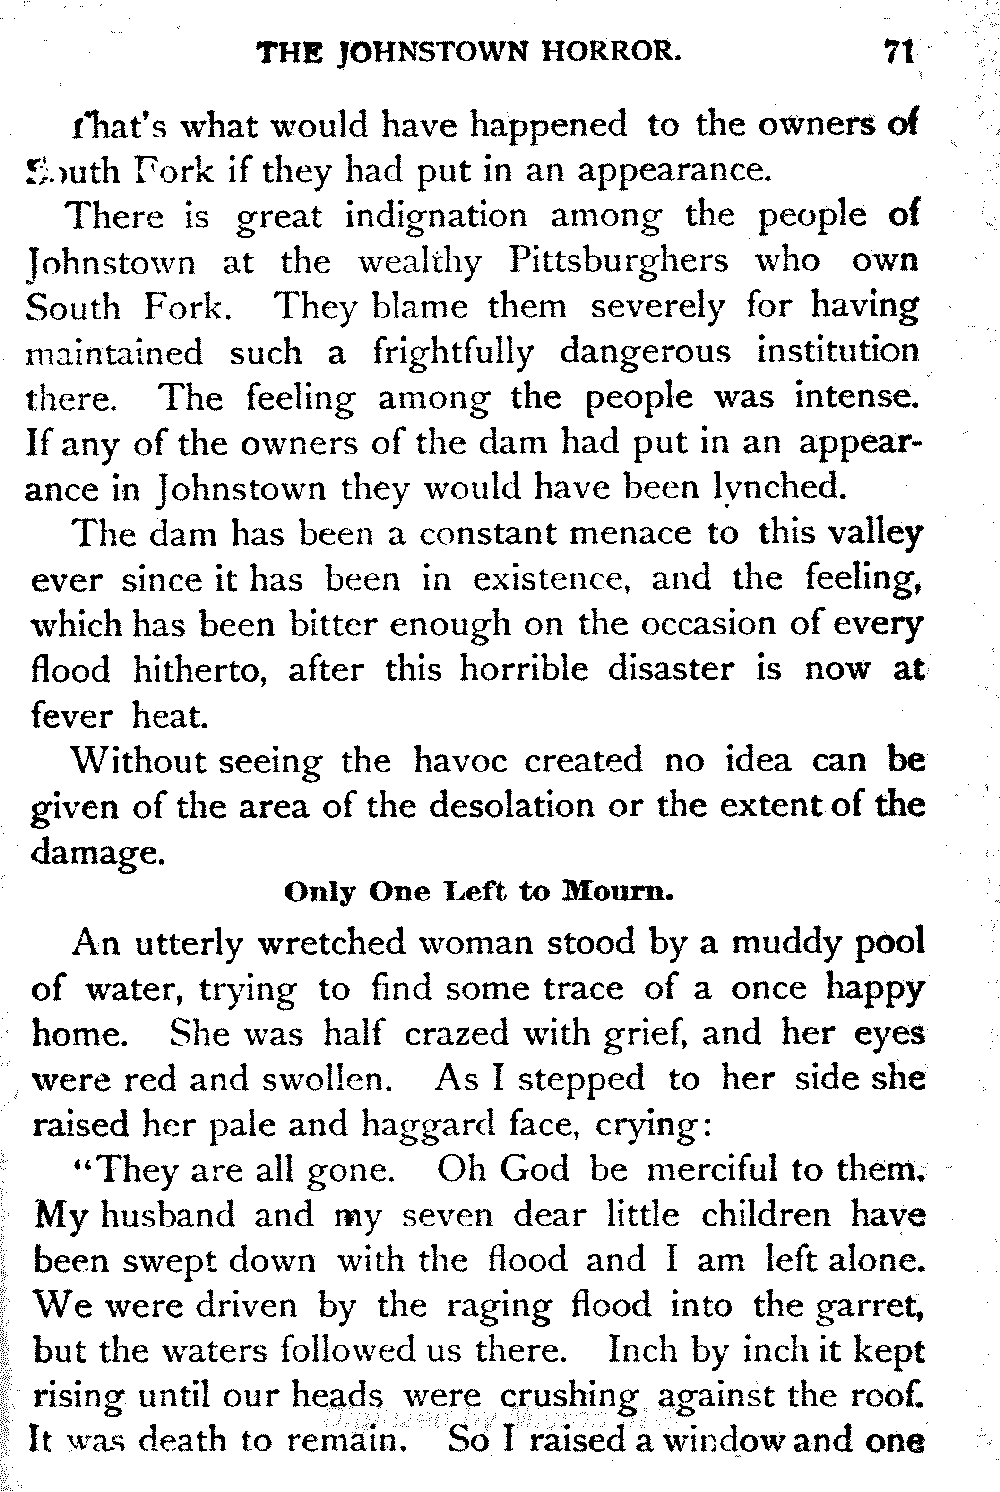 THE JOHNSTOWN HORROR. 71
That's what would have happened to the owners of
South Fork if they had put in an appearance.
There is great indignation among the people of
Johnstown at the wealthy Pittsburghers who own
South Fork. They blame them severely for having
maintained such a frightfully dangerous institution
there. The feeling among the people was intense.
If any of the owners of the dam had put in an appear-
ance in Johnstown they would have been lynched.
The dam has been a constant menace to this valley
ever since it has been in existence, and the feeling,
which has been bitter enough on the occasion of every
flood hitherto, after this horrible disaster is now at
fever heat.
Without seeing the havoc created no idea can be
given of the area of the desolation or the extent of the
damage.
Only One Left to Mourn.
An utterly wretched woman stood by a muddy pool
of water, trying to find some trace of a once happy
home. She was half crazed with grief, and her eyes
were red and swollen. As I stepped to her side she
raised her pale and haggard face, crying:
"They are all gone. Oh God be merciful to them.
My husband and my seven dear little children have
been swept down with the flood and I am left alone.
We were driven by the raging flood into the garret,
but the waters followed us there. Inch by inch it kept
rising until our heads were crushing against the roof.
It was death to remain. So I raised a window and one